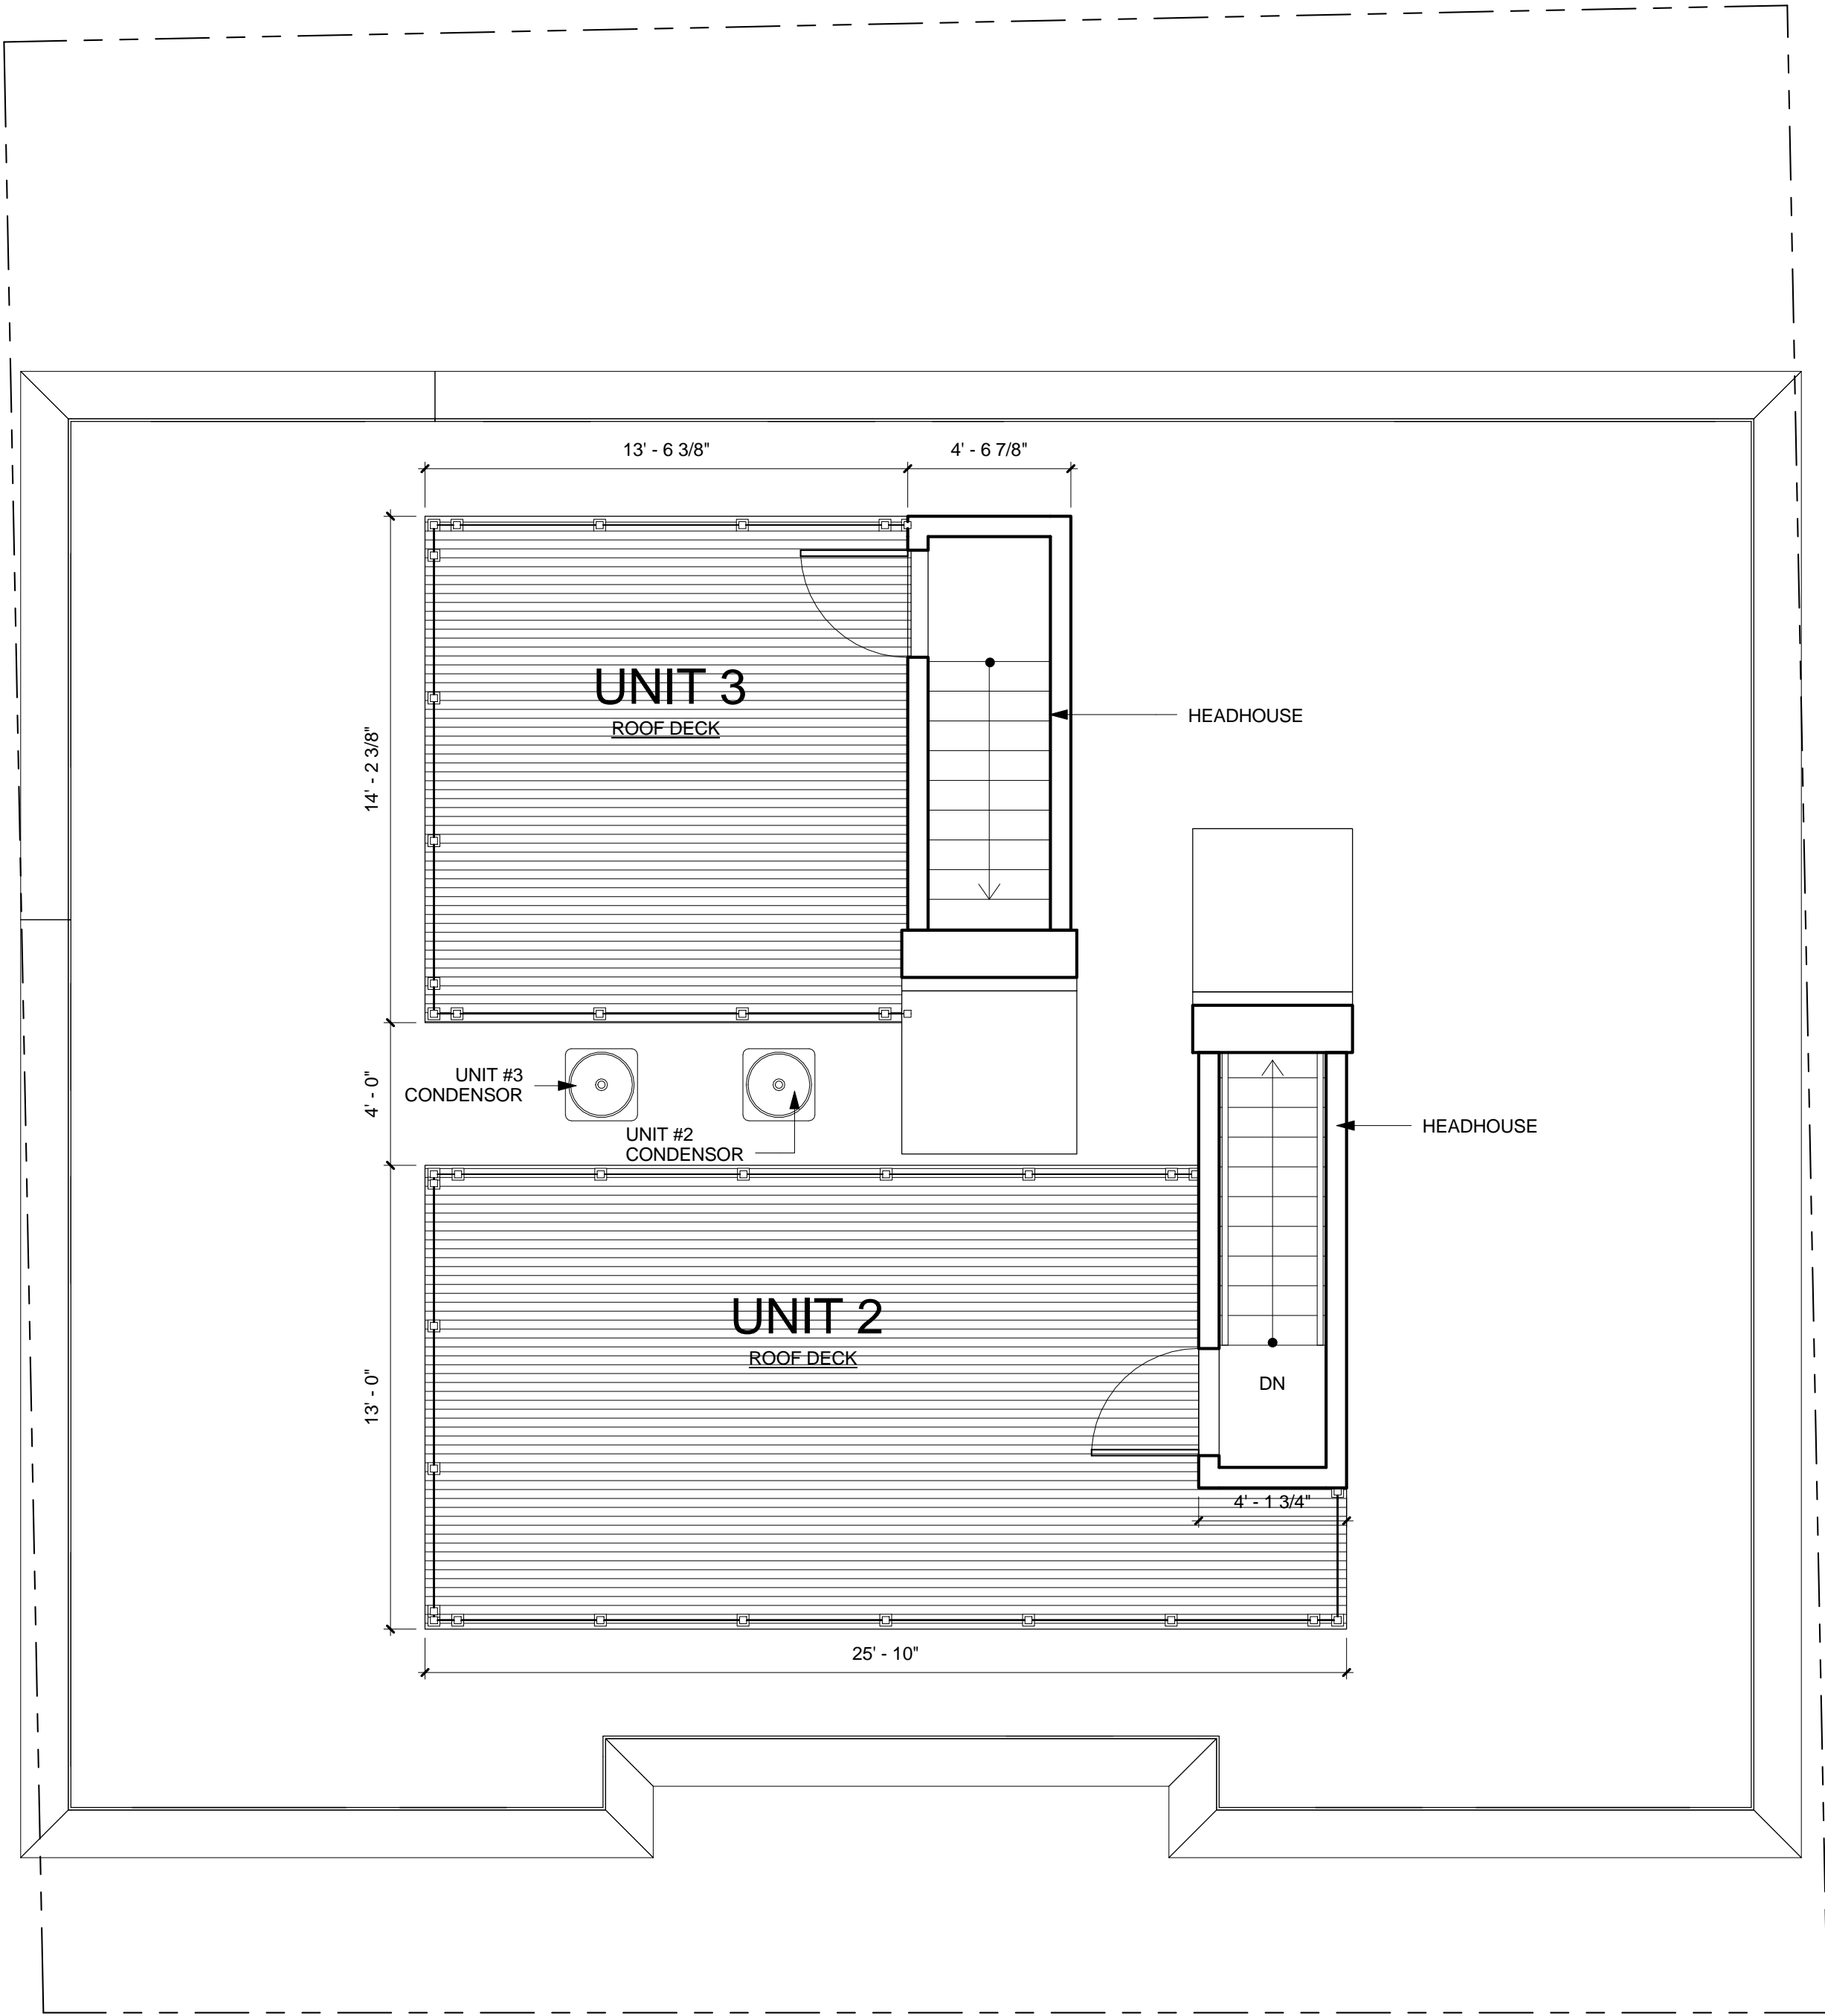 13' - 6 3/8"
4' - 6 7/8"
UNIT 3
ROOF DECK
HEADHOUSE
14' - 2 3/8"
UNIT #3
CONDENSOR
4' - 0"
UNIT #2
CONDENSOR
HEADHOUSE
UNIT 2
ROOF DECK
DN
13' - 0"
4' - 1 3/4"
25' - 10"